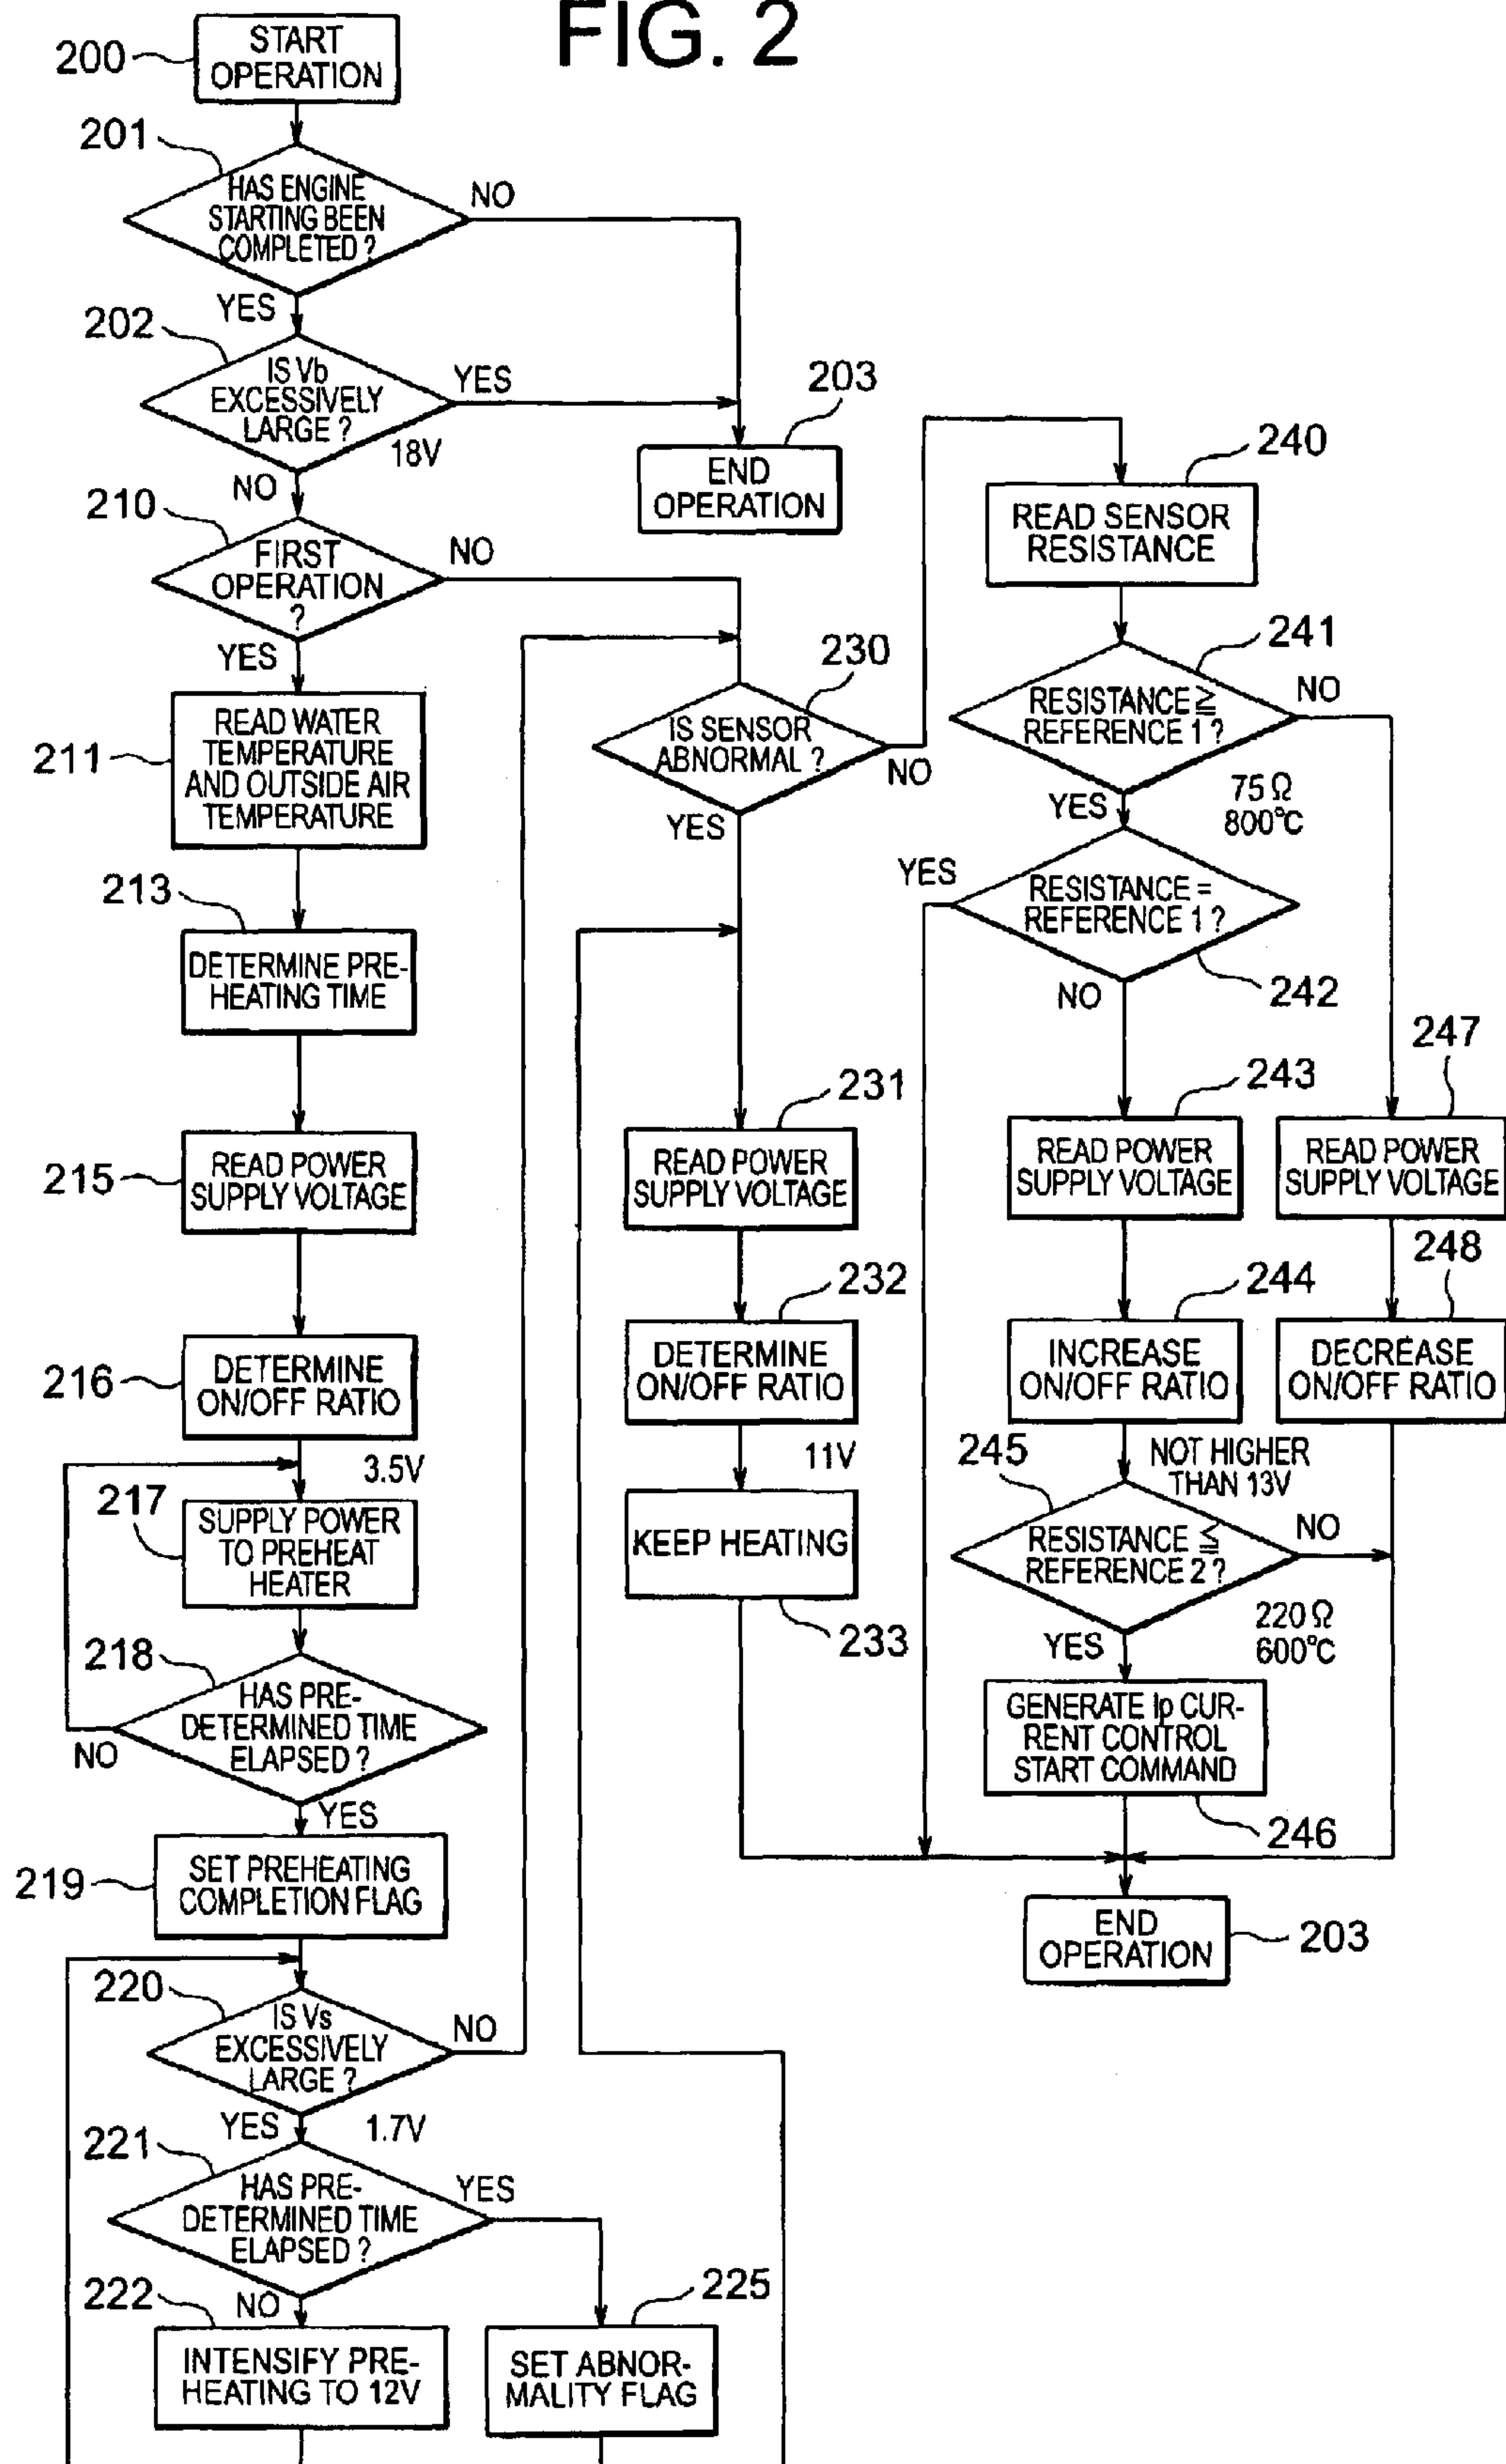 FIG. 2
200
START
OPERATION
201
HAS ENGINE
STARTING BEEN
COMPLETED ?
NO
YES
202
IS Vb
EXCESSIVELY
LARGE ?
YES
18V
NO
203
END
OPERATION
210
FIRST
OPERATION
?
NO
YES
211
READ WATER
TEMPERATURE
AND OUTSIDE AIR
TEMPERATURE
213
DETERMINE PRE-
HEATING TIME
215
READ POWER
SUPPLY VOLTAGE
216
DETERMINE
ON/OFF RATIO
3.5V
217
SUPPLY POWER
TO PREHEAT
HEATER
218
HAS PRE-
DETERMINED TIME
ELAPSED ?
NO
YES
219
SET PREHEATING
COMPLETION FLAG
220
IS Vs
EXCESSIVELY
LARGE ?
NO
YES
1.7V
221
HAS PRE-
DETERMINED TIME
ELAPSED ?
YES
NO
222
INTENSIFY PRE-
HEATING TO 12V
225
SET ABNOR-
MALITY FLAG
230
IS SENSOR
ABNORMAL ?
NO
YES
231
READ POWER
SUPPLY VOLTAGE
232
DETERMINE
ON/OFF RATIO
11V
KEEP HEATING
233
240
READ SENSOR
RESISTANCE
241
RESISTANCE ≧
REFERENCE 1 ?
NO
YES
75 Ω
800℃
YES
RESISTANCE =
REFERENCE 1 ?
242
NO
243
READ POWER
SUPPLY VOLTAGE
247
READ POWER
SUPPLY VOLTAGE
244
INCREASE
ON/OFF RATIO
248
DECREASE
ON/OFF RATIO
245
NOT HIGHER
THAN 13V
RESISTANCE ≦
REFERENCE 2 ?
NO
220 Ω
600℃
YES
GENERATE Ip CUR-
RENT CONTROL
START COMMAND
246
END
OPERATION
203